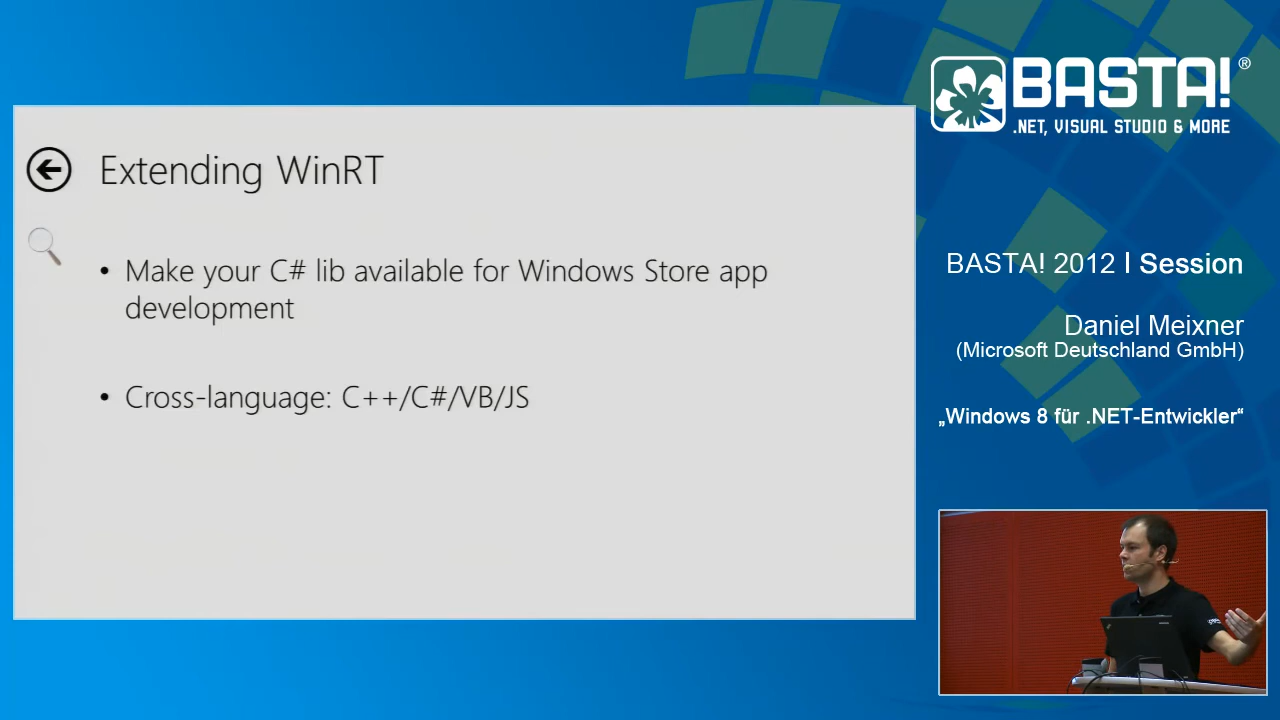 BASTA!®
.NET, VISUAL STUDIO & MORE
Extending WinRT
• Make your C# lib available for Windows Store app
development
• Cross-language: C++/C#/VB/JS
BASTA! 2012 I Session
Daniel Meixner
(Microsoft Deutschland GmbH)
„Windows 8 für .NET-Entwickler“